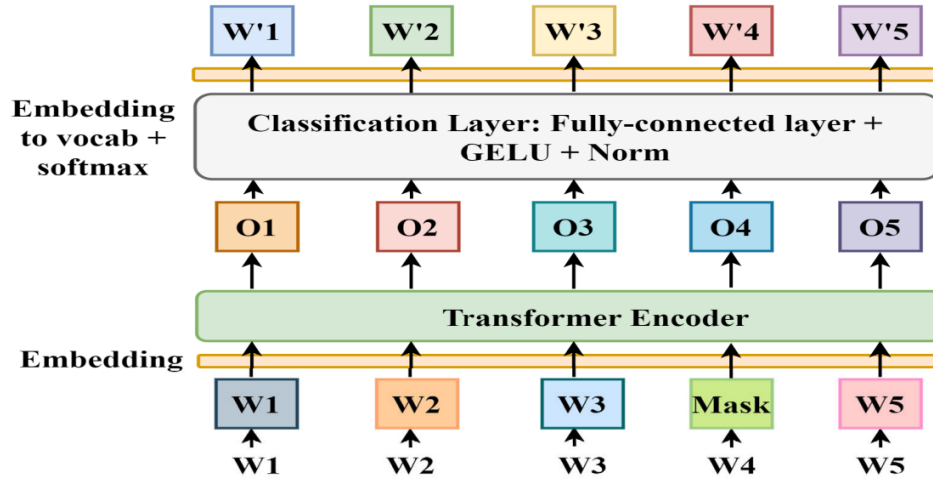 W'1 W'2 W'3 W'4 W'5
Embedding
to vocab +
softmax
Classification Layer: Fully-connected layer +
GELU + Norm
O1 O2 O3 O4 O5
Transformer Encoder
Embedding
W1 W2 W3 Mask W5
W1 W2 W3 W4 W5